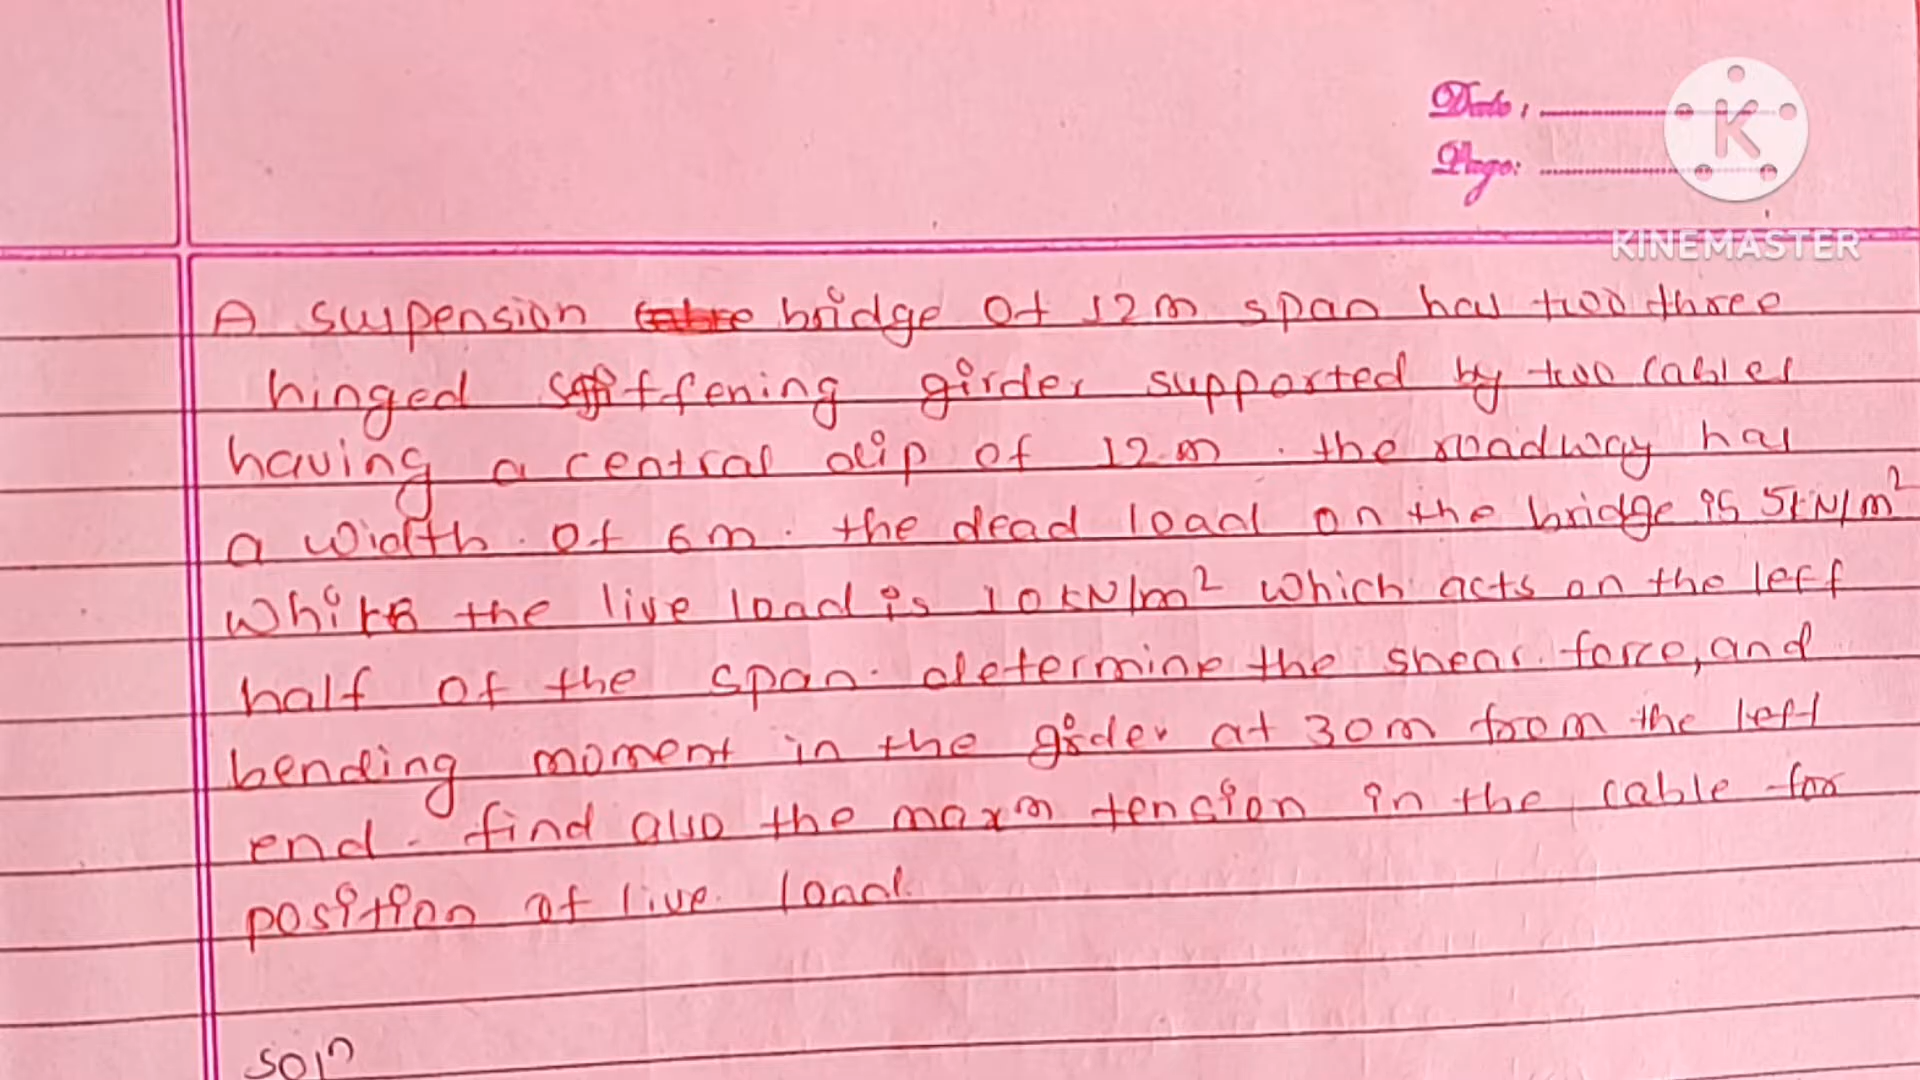 Date:
Page:
K
KINEMASTER
A suspension bridge of 12m span has two three
hinged stiffening girder supported by two cables
having a central dip of 12m. the roadway has
a width of 6m. the dead load on the bridge is 5kN/m²
while the live load is 10kN/m² which acts on the left
half of the span. determine the shear force, and
bending moment in the girder at 30m from the left
end. find also the maxm tension in the cable for
position of live load.
soln